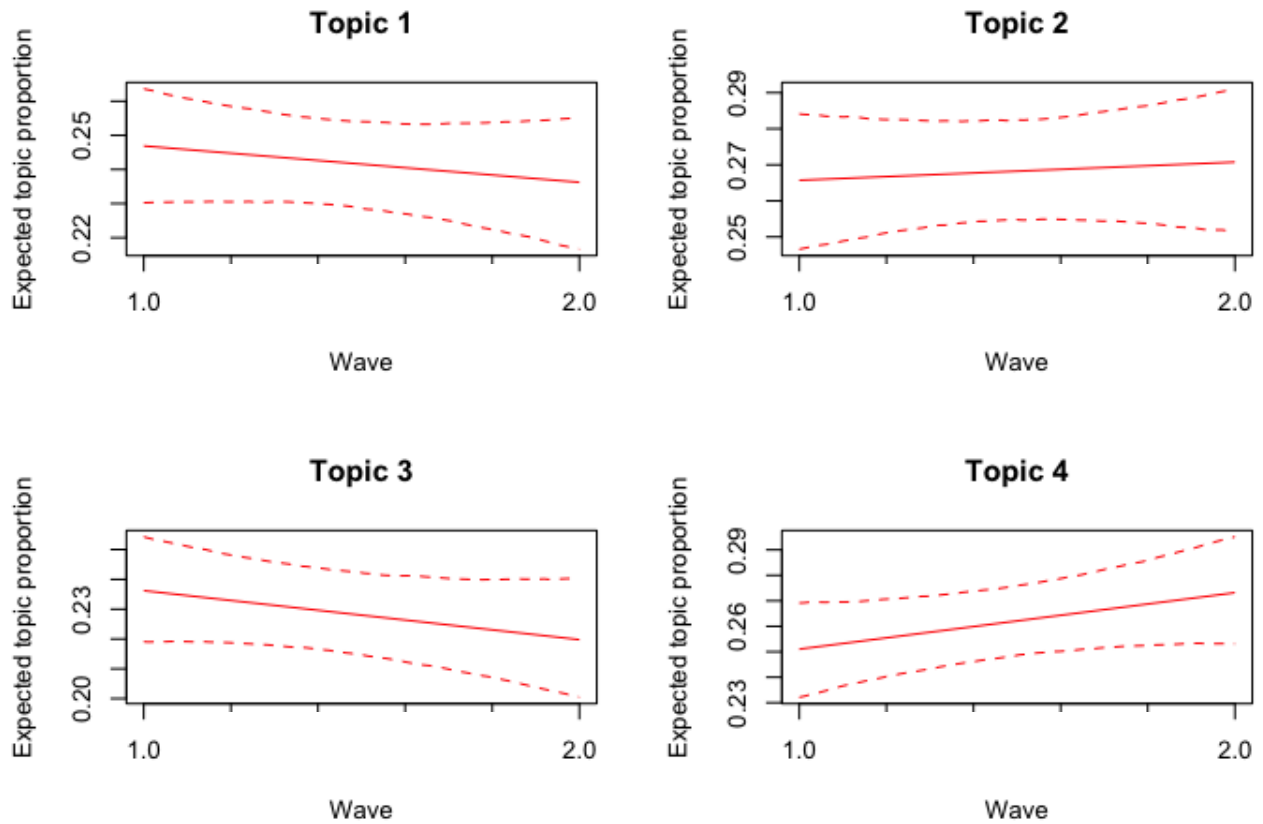 Topic 1
Expected topic proportion
0.25
0.22
1.0
2.0
Wave
Topic 2
Expected topic proportion
0.29
0.27
0.25
1.0
2.0
Wave
Topic 3
Expected topic proportion
0.23
0.20
1.0
2.0
Wave
Topic 4
Expected topic proportion
0.29
0.26
0.23
1.0
2.0
Wave